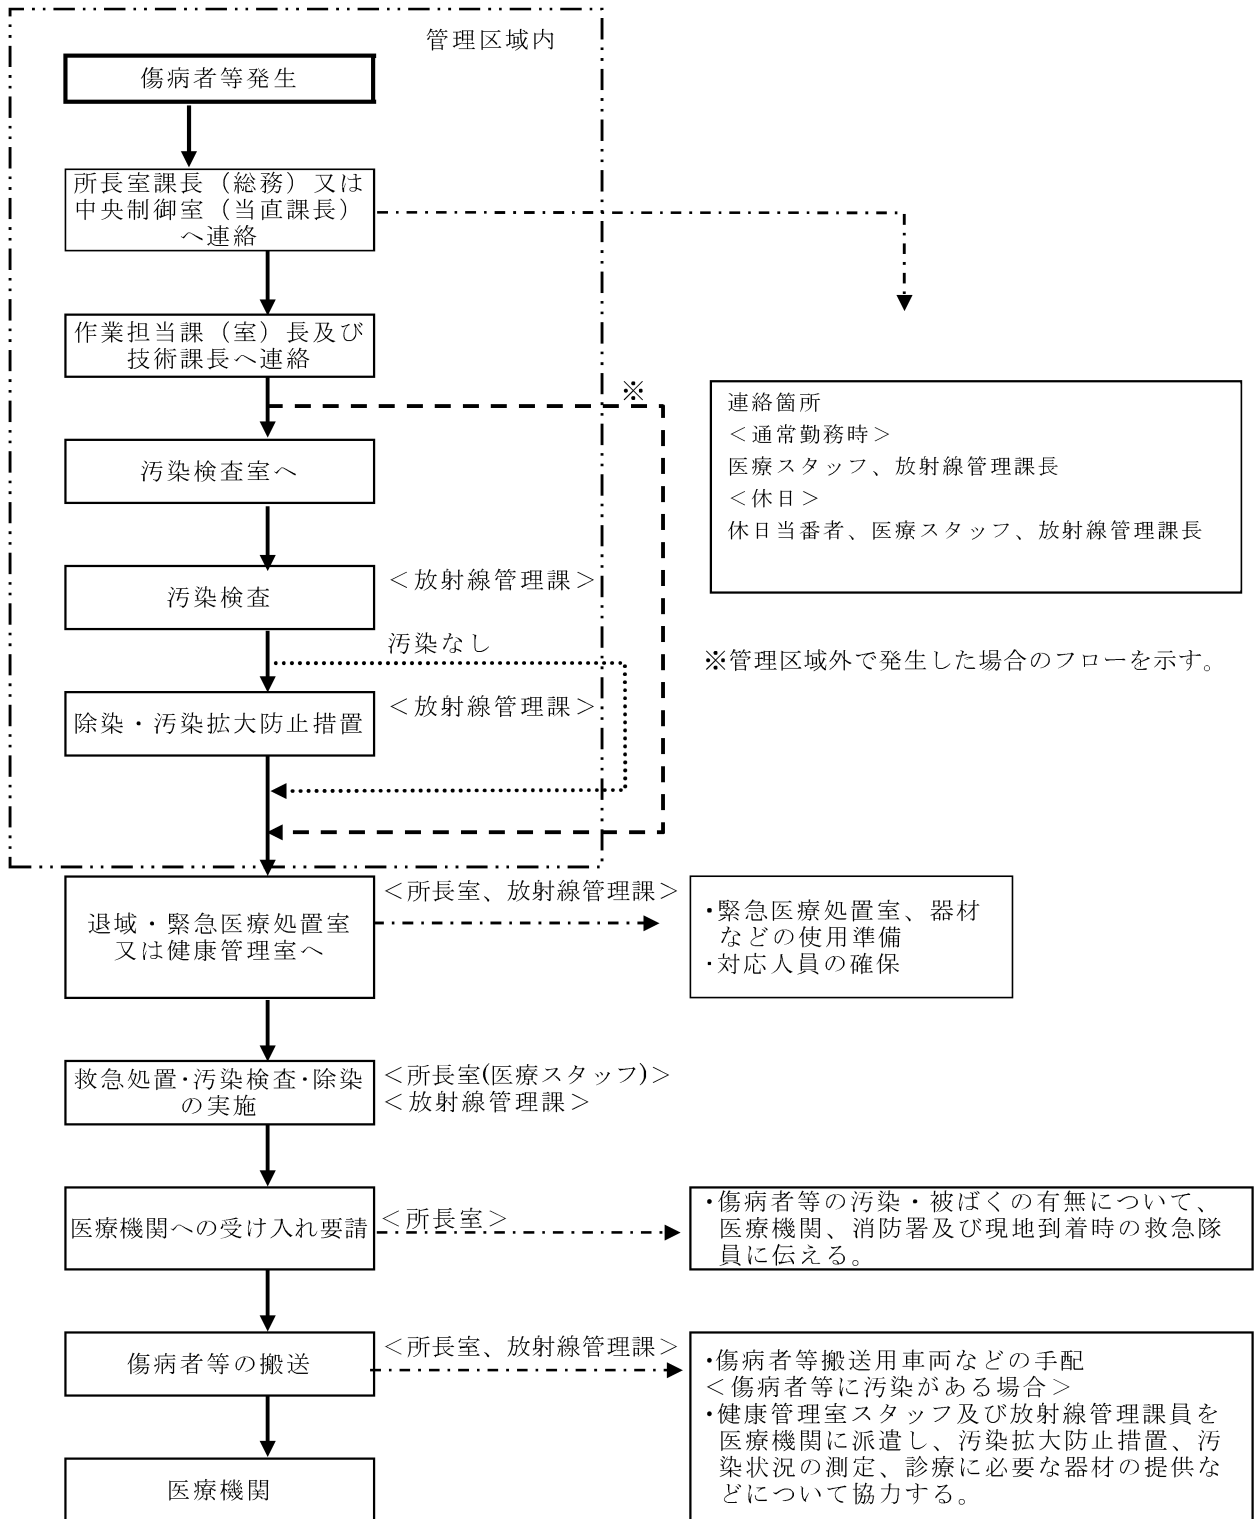 管理区域内
傷病者等発生
所長室課長（総務）又は
中央制御室（当直課長）
へ連絡
作業担当課（室）長及び
技術課長へ連絡
※
連絡箇所
＜通常勤務時＞
医療スタッフ、放射線管理課長
＜休日＞
休日当番者、医療スタッフ、放射線管理課長
汚染検査室へ
汚染検査
＜放射線管理課＞
汚染なし
※管理区域外で発生した場合のフローを示す。
除染・汚染拡大防止措置
＜放射線管理課＞
退域・緊急医療処置室
又は健康管理室へ
＜所長室、放射線管理課＞
・緊急医療処置室、器材
などの使用準備
・対応人員の確保
救急処置・汚染検査・除染
の実施
＜所長室(医療スタッフ)＞
＜放射線管理課＞
医療機関への受け入れ要請
＜所長室＞
・傷病者等の汚染・被ばくの有無について、
医療機関、消防署及び現地到着時の救急隊
員に伝える。
傷病者等の搬送
＜所長室、放射線管理課＞
・傷病者等搬送用車両などの手配
＜傷病者等に汚染がある場合＞
・健康管理室スタッフ及び放射線管理課員を
医療機関に派遣し、汚染拡大防止措置、汚
染状況の測定、診療に必要な器材の提供な
どについて協力する。
医療機関